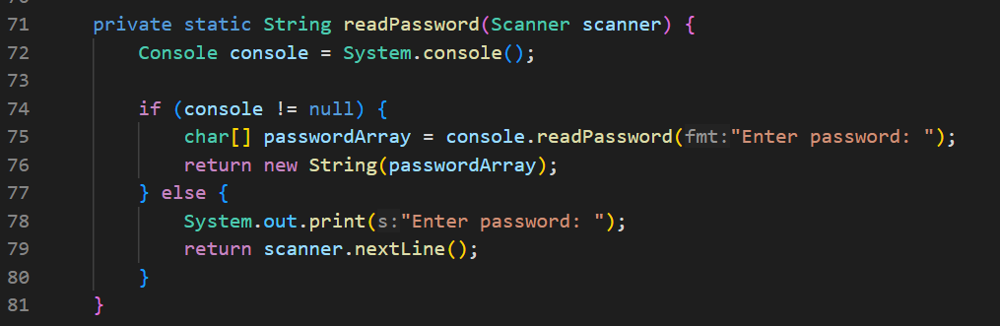 71 private static String readPassword(Scanner scanner) {
72 Console console = System.console();
73
74 if (console != null) {
75 char[] passwordArray = console.readPassword(fmt:"Enter password: ");
76 return new String(passwordArray);
77 } else {
78 System.out.print(s:"Enter password: ");
79 return scanner.nextLine();
80 }
81 }